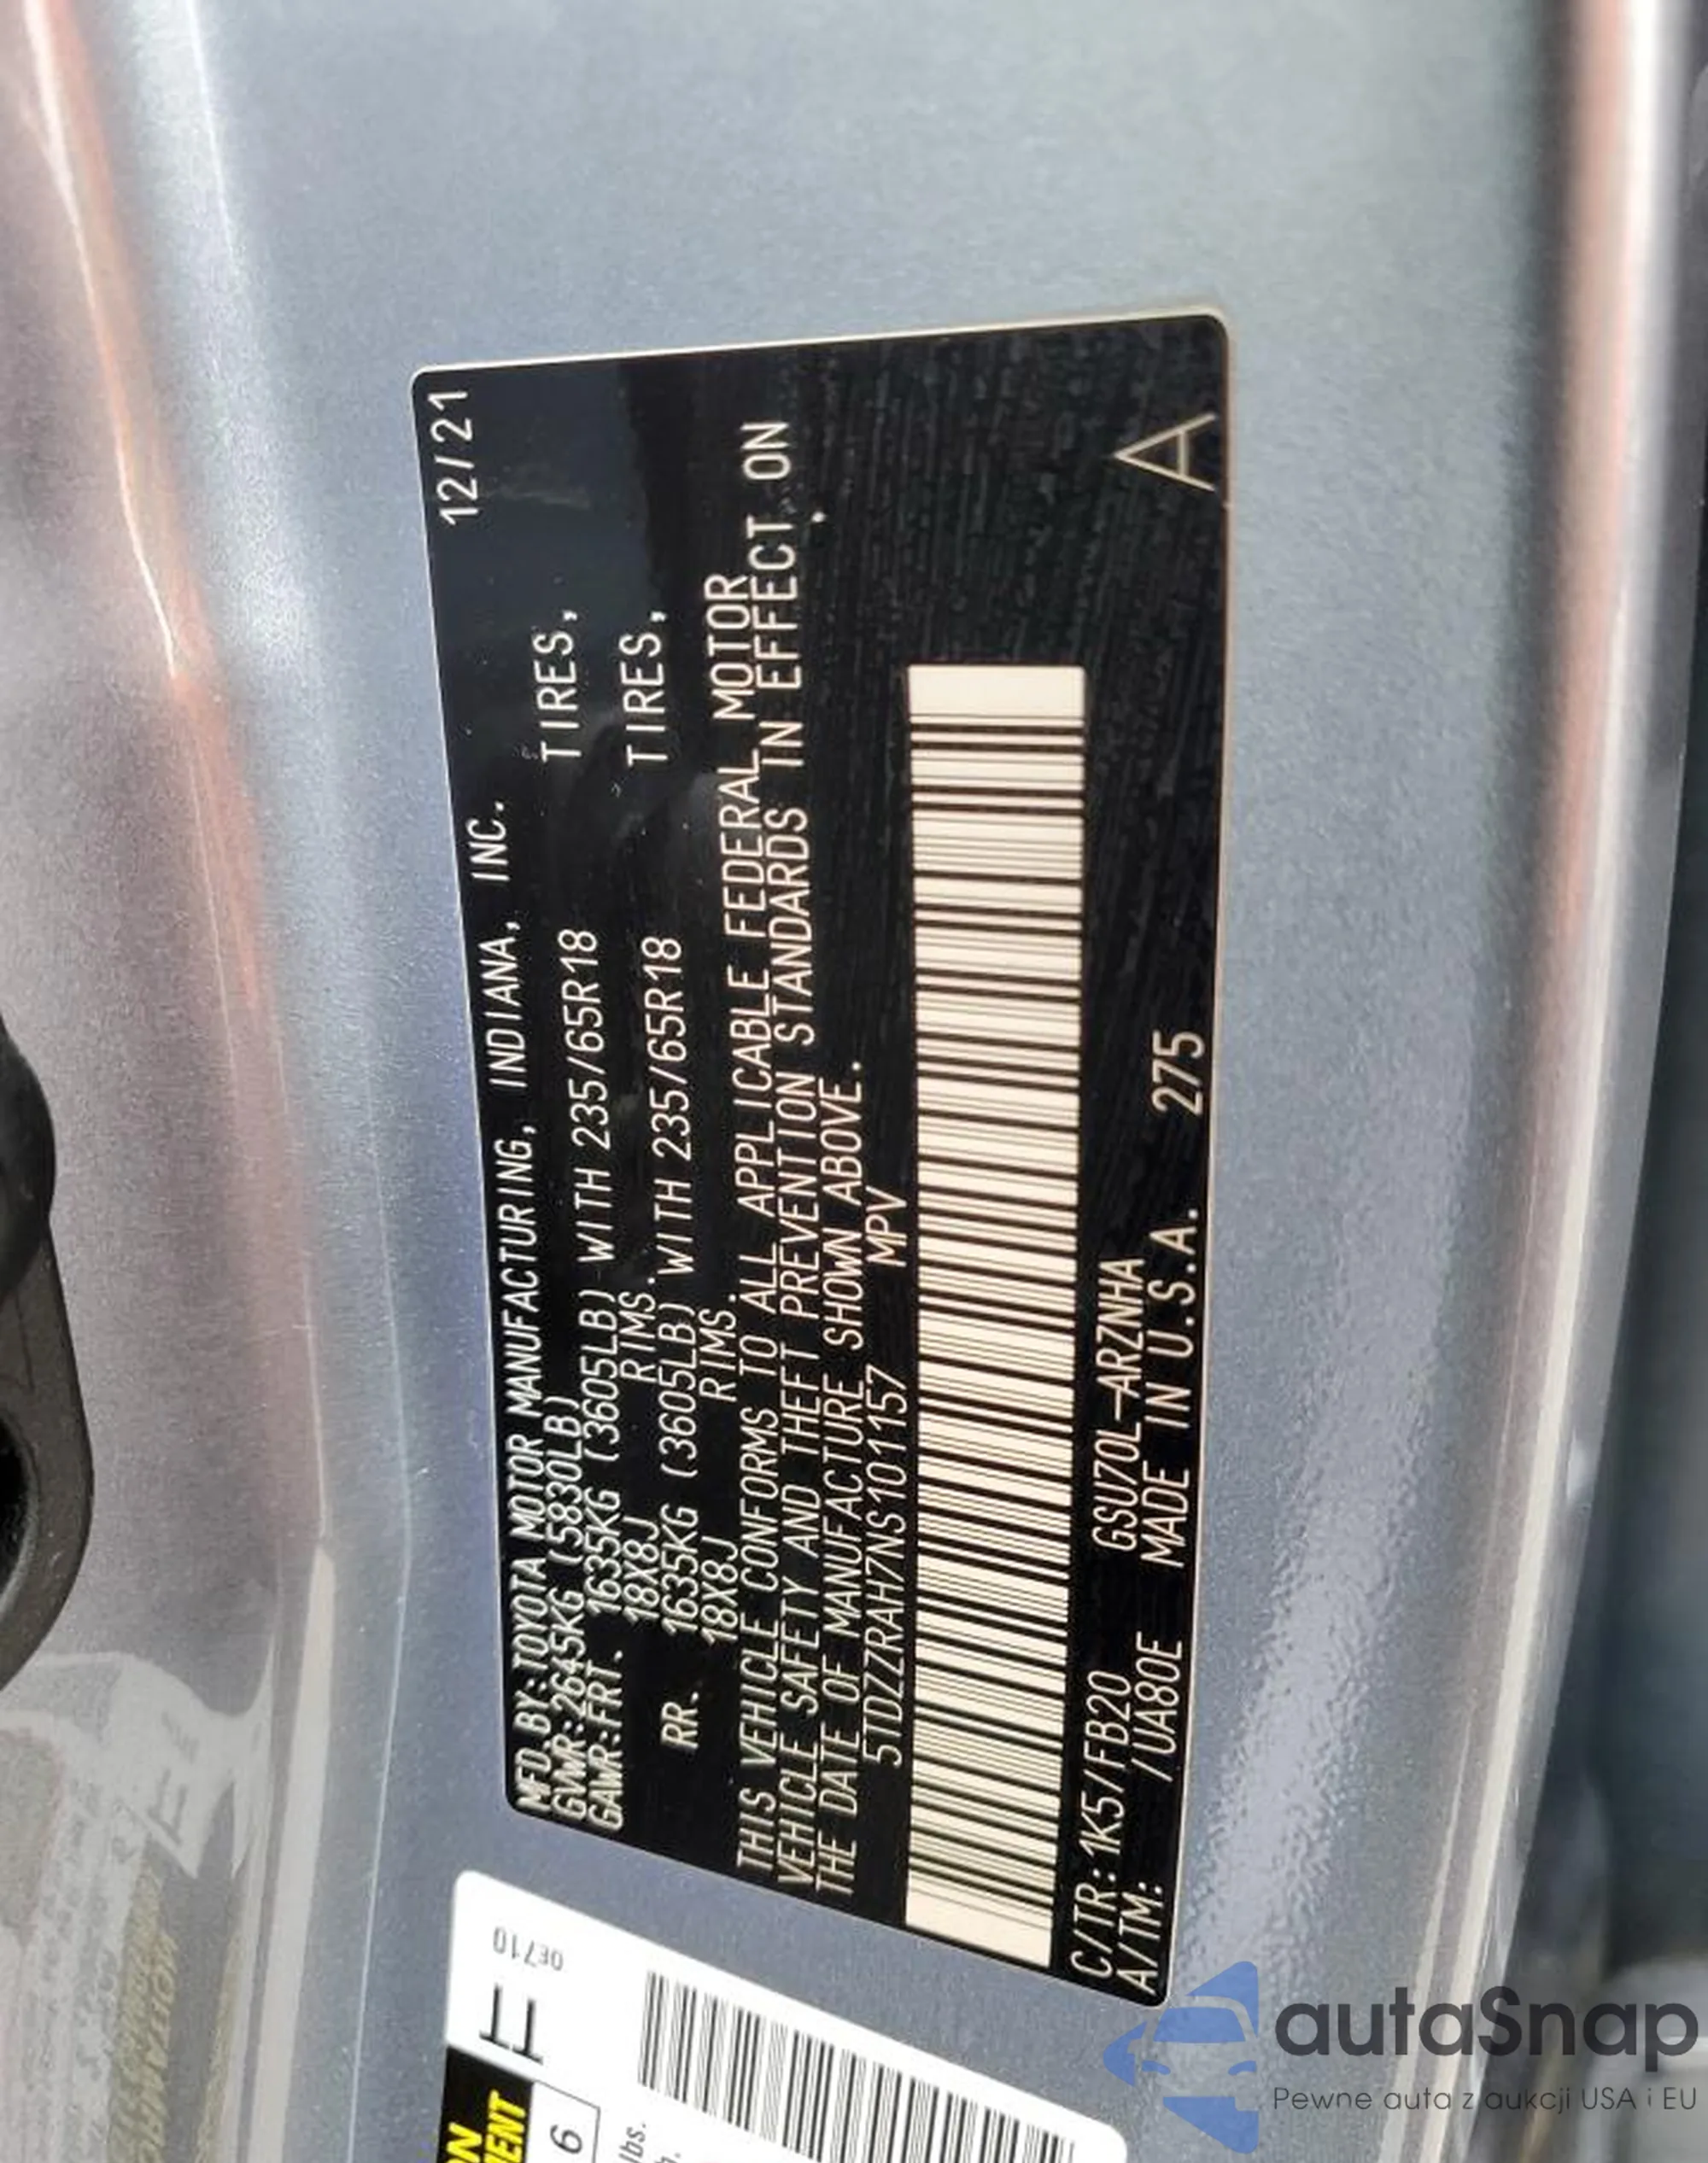 12/21
MFD.BY:TOYOTA MOTOR MANUFACTURING, INDIANA, INC.
GVWR:2645KG (5830LB)
GAWR:FRT. 1635KG (3605LB) WITH 235/65R18 TIRES,
18X8J RIMS.
RR. 1635KG (3605LB) WITH 235/65R18 TIRES,
18X8J RIMS.
THIS VEHICLE CONFORMS TO ALL APPLICABLE FEDERAL MOTOR
VEHICLE SAFETY AND THEFT PREVENTION STANDARDS IN EFFECT ON
THE DATE OF MANUFACTURE SHOWN ABOVE.
5TDZZRAH7NS101157 MPV
C/TR:1K5/FB20 GSU70L-ARZNHA
A/TM: /UA80E MADE IN U.S.A. 275
A
0E710
6
lbs.
autaSnap
Pewne auta z aukcji USA i EU